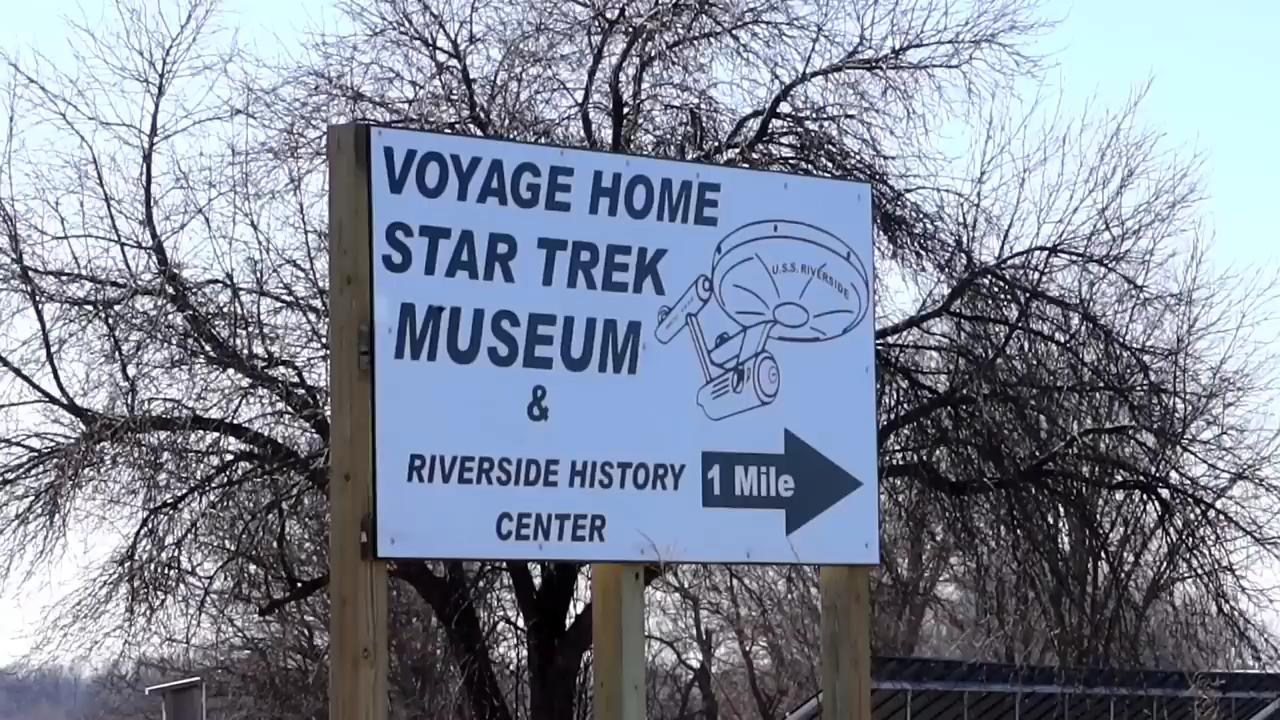 VOYAGE HOME
STAR TREK
MUSEUM
&
RIVERSIDE HISTORY
CENTER
1 Mile
U.S.S. RIVERSIDE